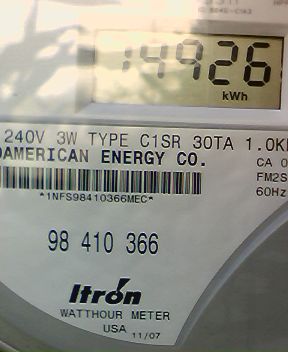 14926
kWh
240V 3W TYPE C1SR 30TA 1.0K
AMERICAN ENERGY CO.
CA 0
FM2S
60Hz
*1NFS98410366MEC*
98 410 366
Itron
WATTHOUR METER
USA 11/07